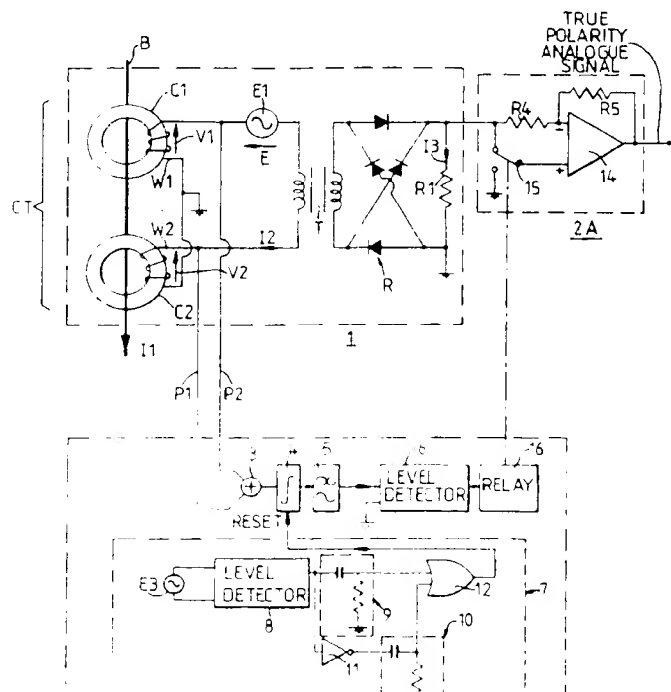 TRUE
POLARITY
ANALOGUE
SIGNAL
B
C1
E1
V1
E
W1
R4
R5
14
15
I3
R1
T
CT
W2
I2
V2
C2
R
2A
I1
1
P1
P2
3
4
5
6
16
LEVEL
DETECTOR
RELAY
RESET
LEVEL
DETECTOR
E3
8
9
12
7
10
11